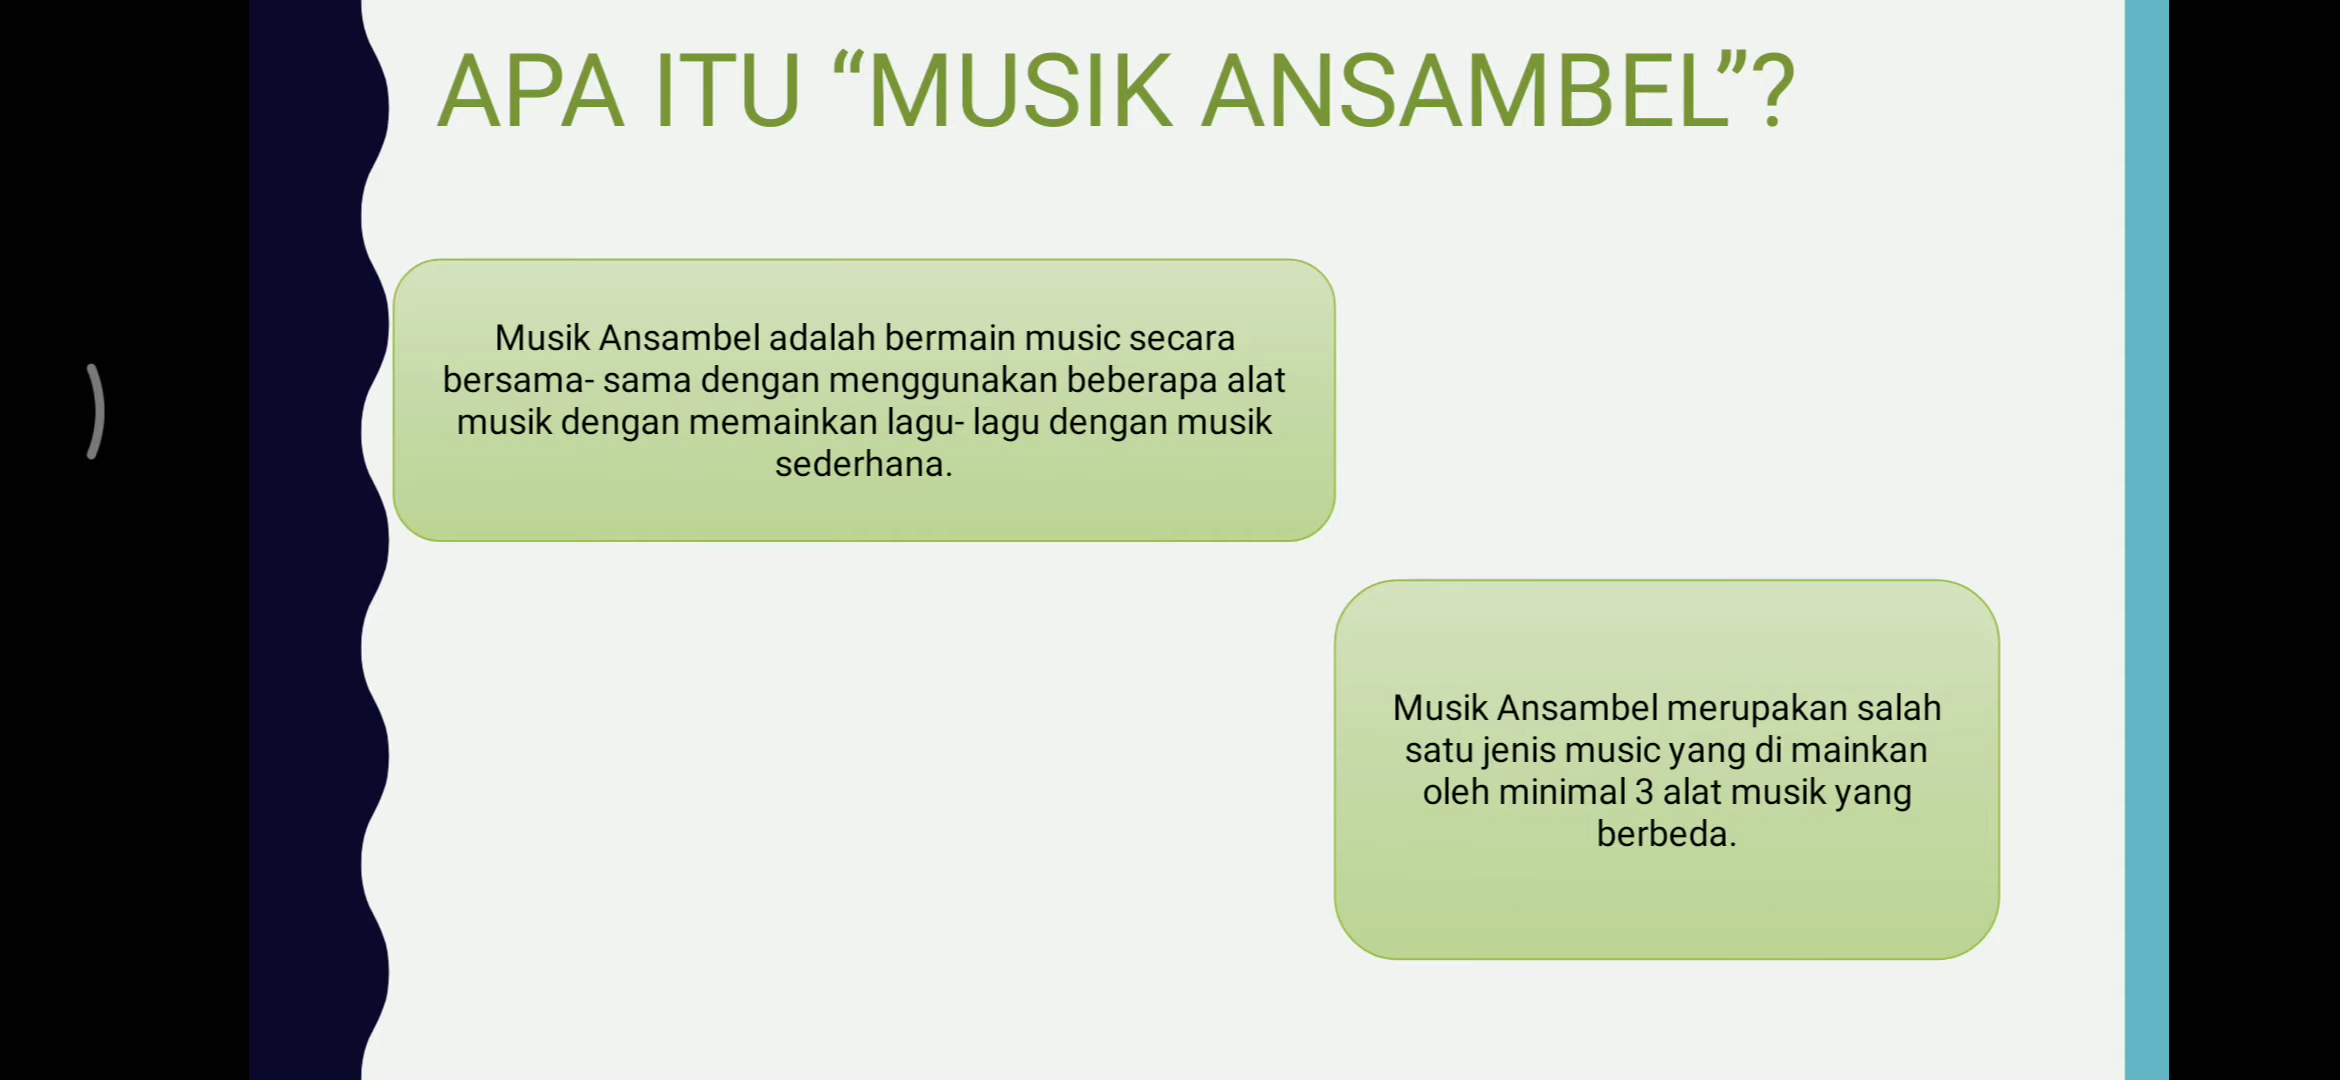 APA ITU “MUSIK ANSAMBEL”?
Musik Ansambel adalah bermain music secara
bersama- sama dengan menggunakan beberapa alat
musik dengan memainkan lagu- lagu dengan musik
sederhana.
Musik Ansambel merupakan salah
satu jenis music yang di mainkan
oleh minimal 3 alat musik yang
berbeda.